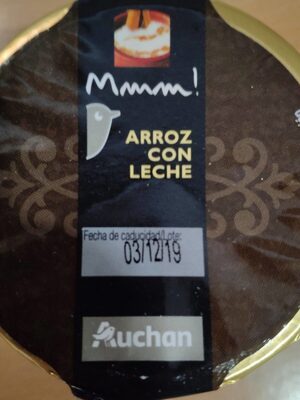 Mmmm!
ARROZ
CON
LECHE
Fecha de caducidad/Lote:
03/12/19
Auchan